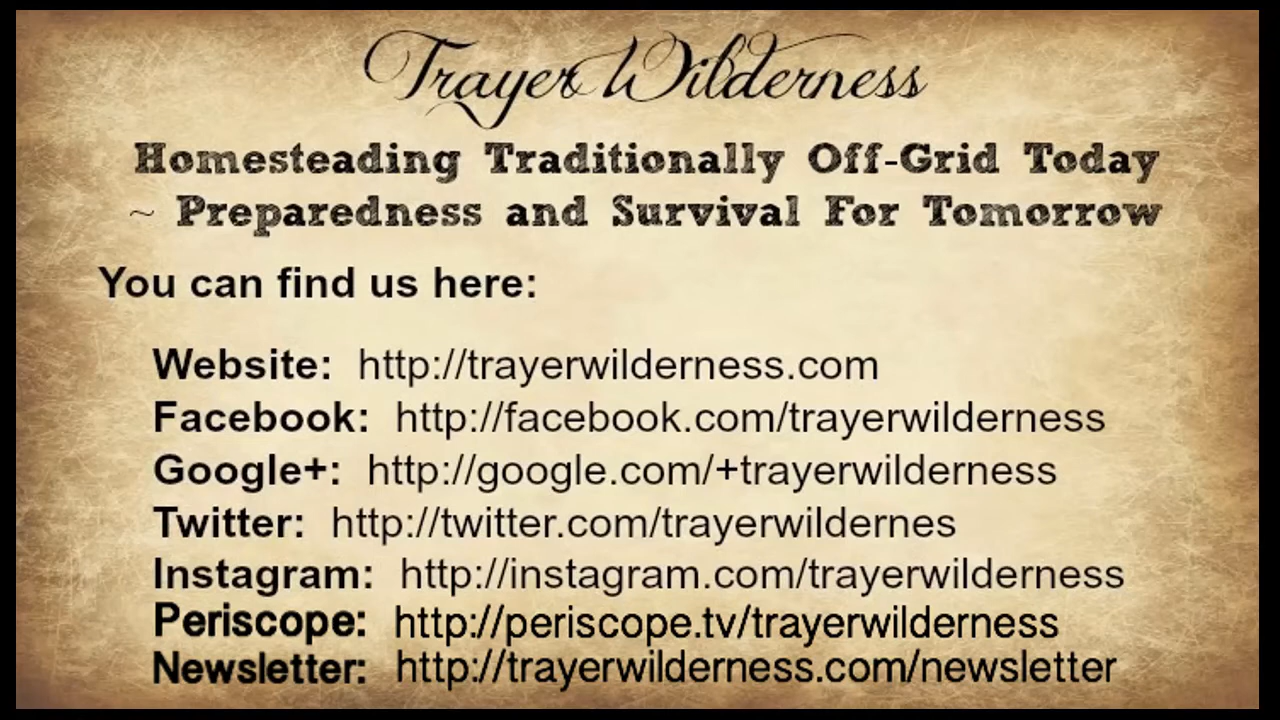 Trayer Wilderness
Homesteading Traditionally Off-Grid Today
~ Preparedness and Survival For Tomorrow
You can find us here:
Website: http://trayerwilderness.com
Facebook: http://facebook.com/trayerwilderness
Google+: http://google.com/+trayerwilderness
Twitter: http://twitter.com/trayerwildernes
Instagram: http://instagram.com/trayerwilderness
Periscope: http://periscope.tv/trayerwilderness
Newsletter: http://trayerwilderness.com/newsletter